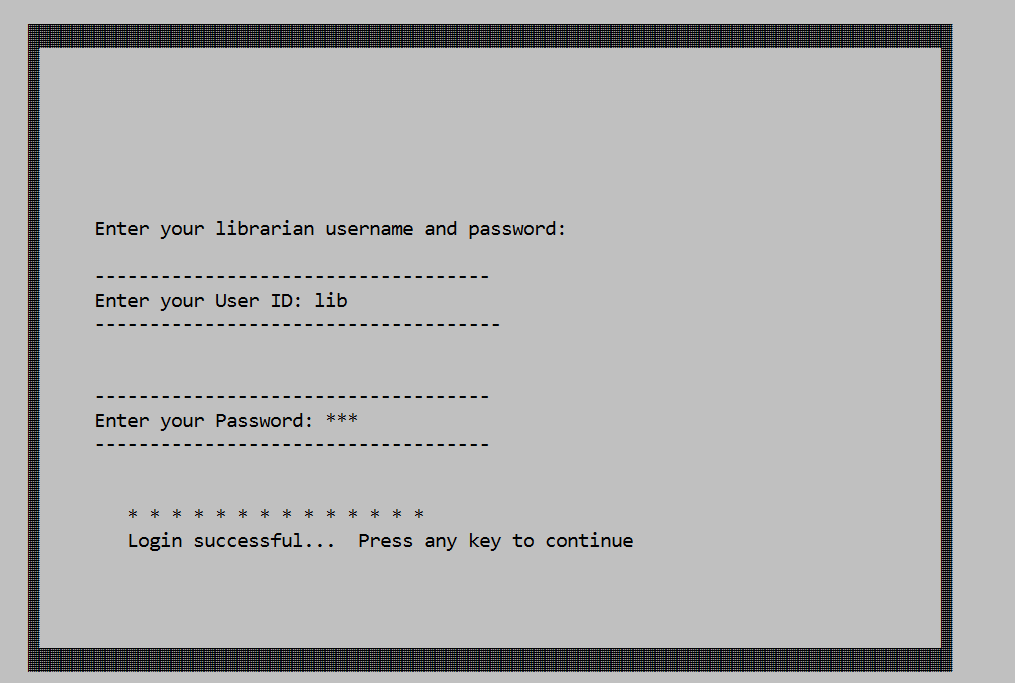 Enter your librarian username and password:
------------------------------------
Enter your User ID: lib
-------------------------------------
------------------------------------
Enter your Password: ***
------------------------------------
* * * * * * * * * * * * * *
Login successful...  Press any key to continue